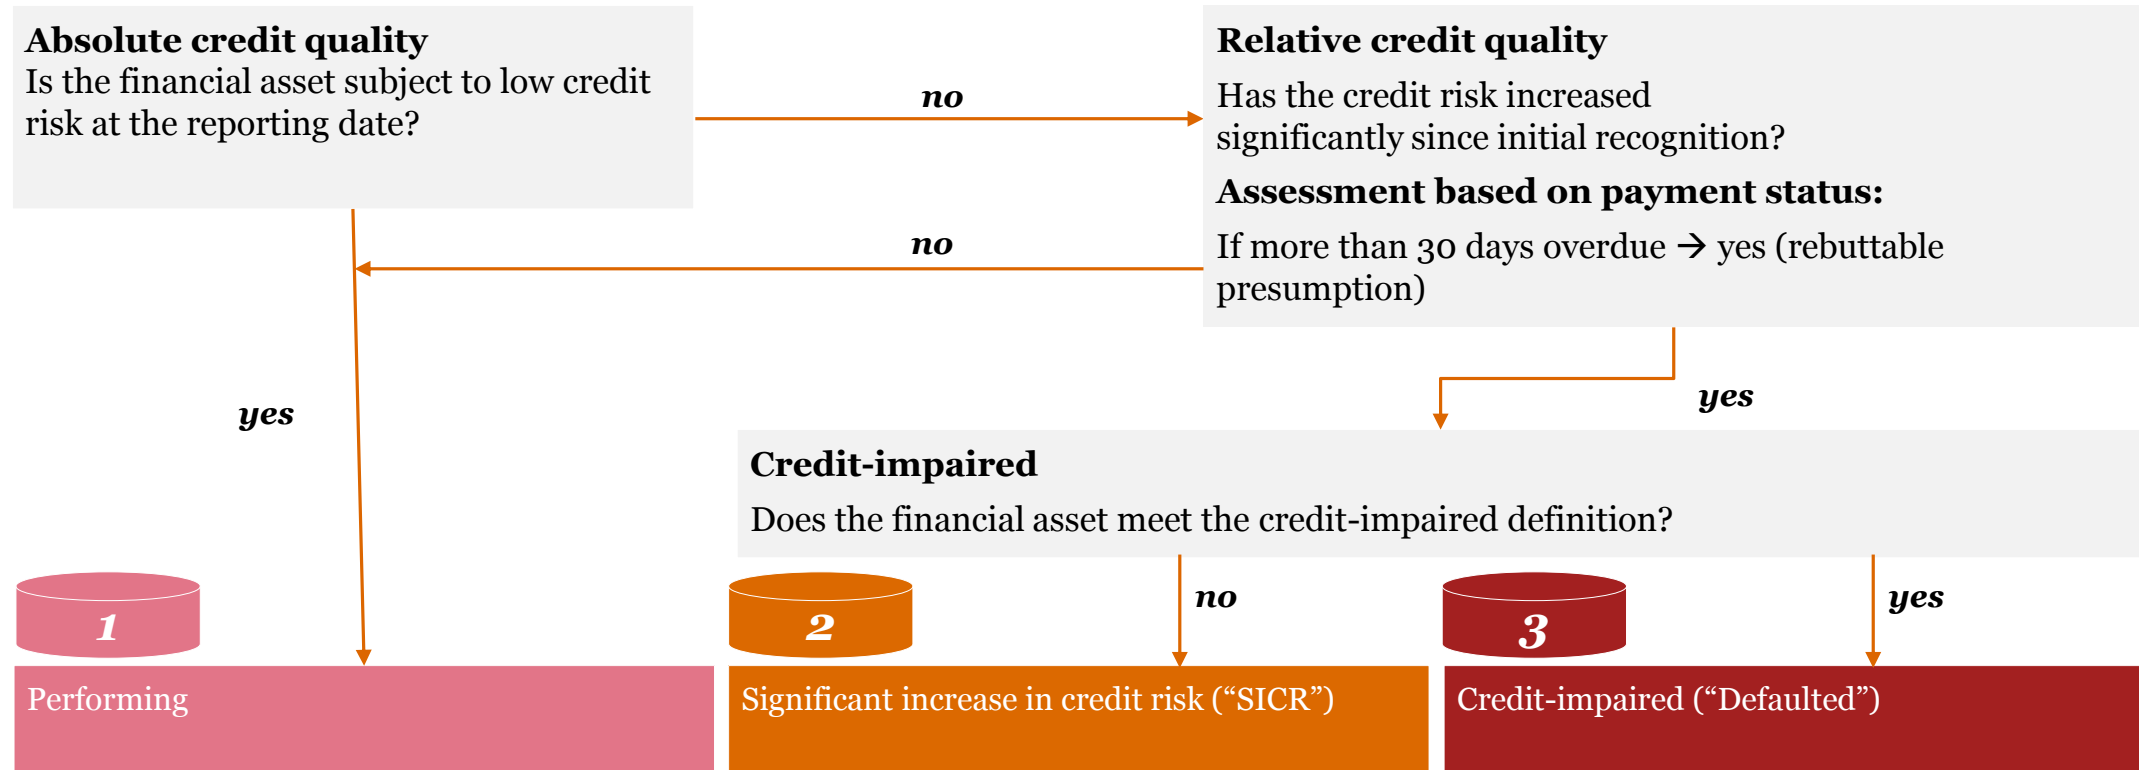 Absolute credit quality
Is the financial asset subject to low credit
risk at the reporting date?
no
Relative credit quality
Has the credit risk increased
significantly since initial recognition?
Assessment based on payment status:
If more than 30 days overdue → yes (rebuttable
presumption)
no
yes
yes
Credit-impaired
Does the financial asset meet the credit-impaired definition?
no
yes
1
2
3
Performing
Significant increase in credit risk (“SICR”)
Credit-impaired (“Defaulted”)